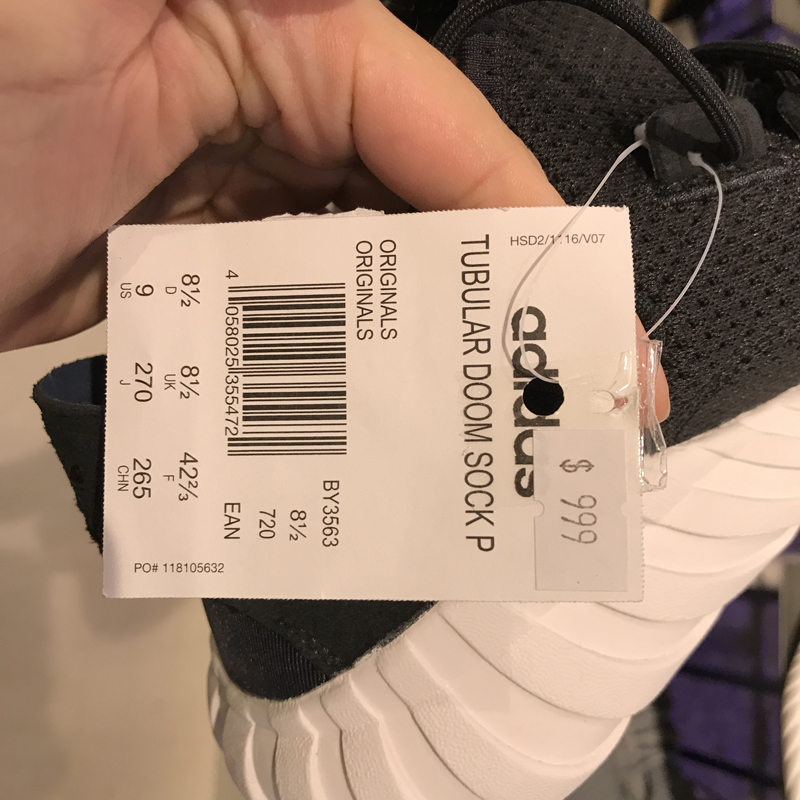 HSD2/1116/V07
adidas
$ 999
TUBULAR DOOM SOCK P
ORIGINALS
ORIGINALS
BY3563
8½
720
EAN
4 058025 355472
8½ 8½ 42⅔
D UK F
9 270 265
US J CHN
PO# 118105632